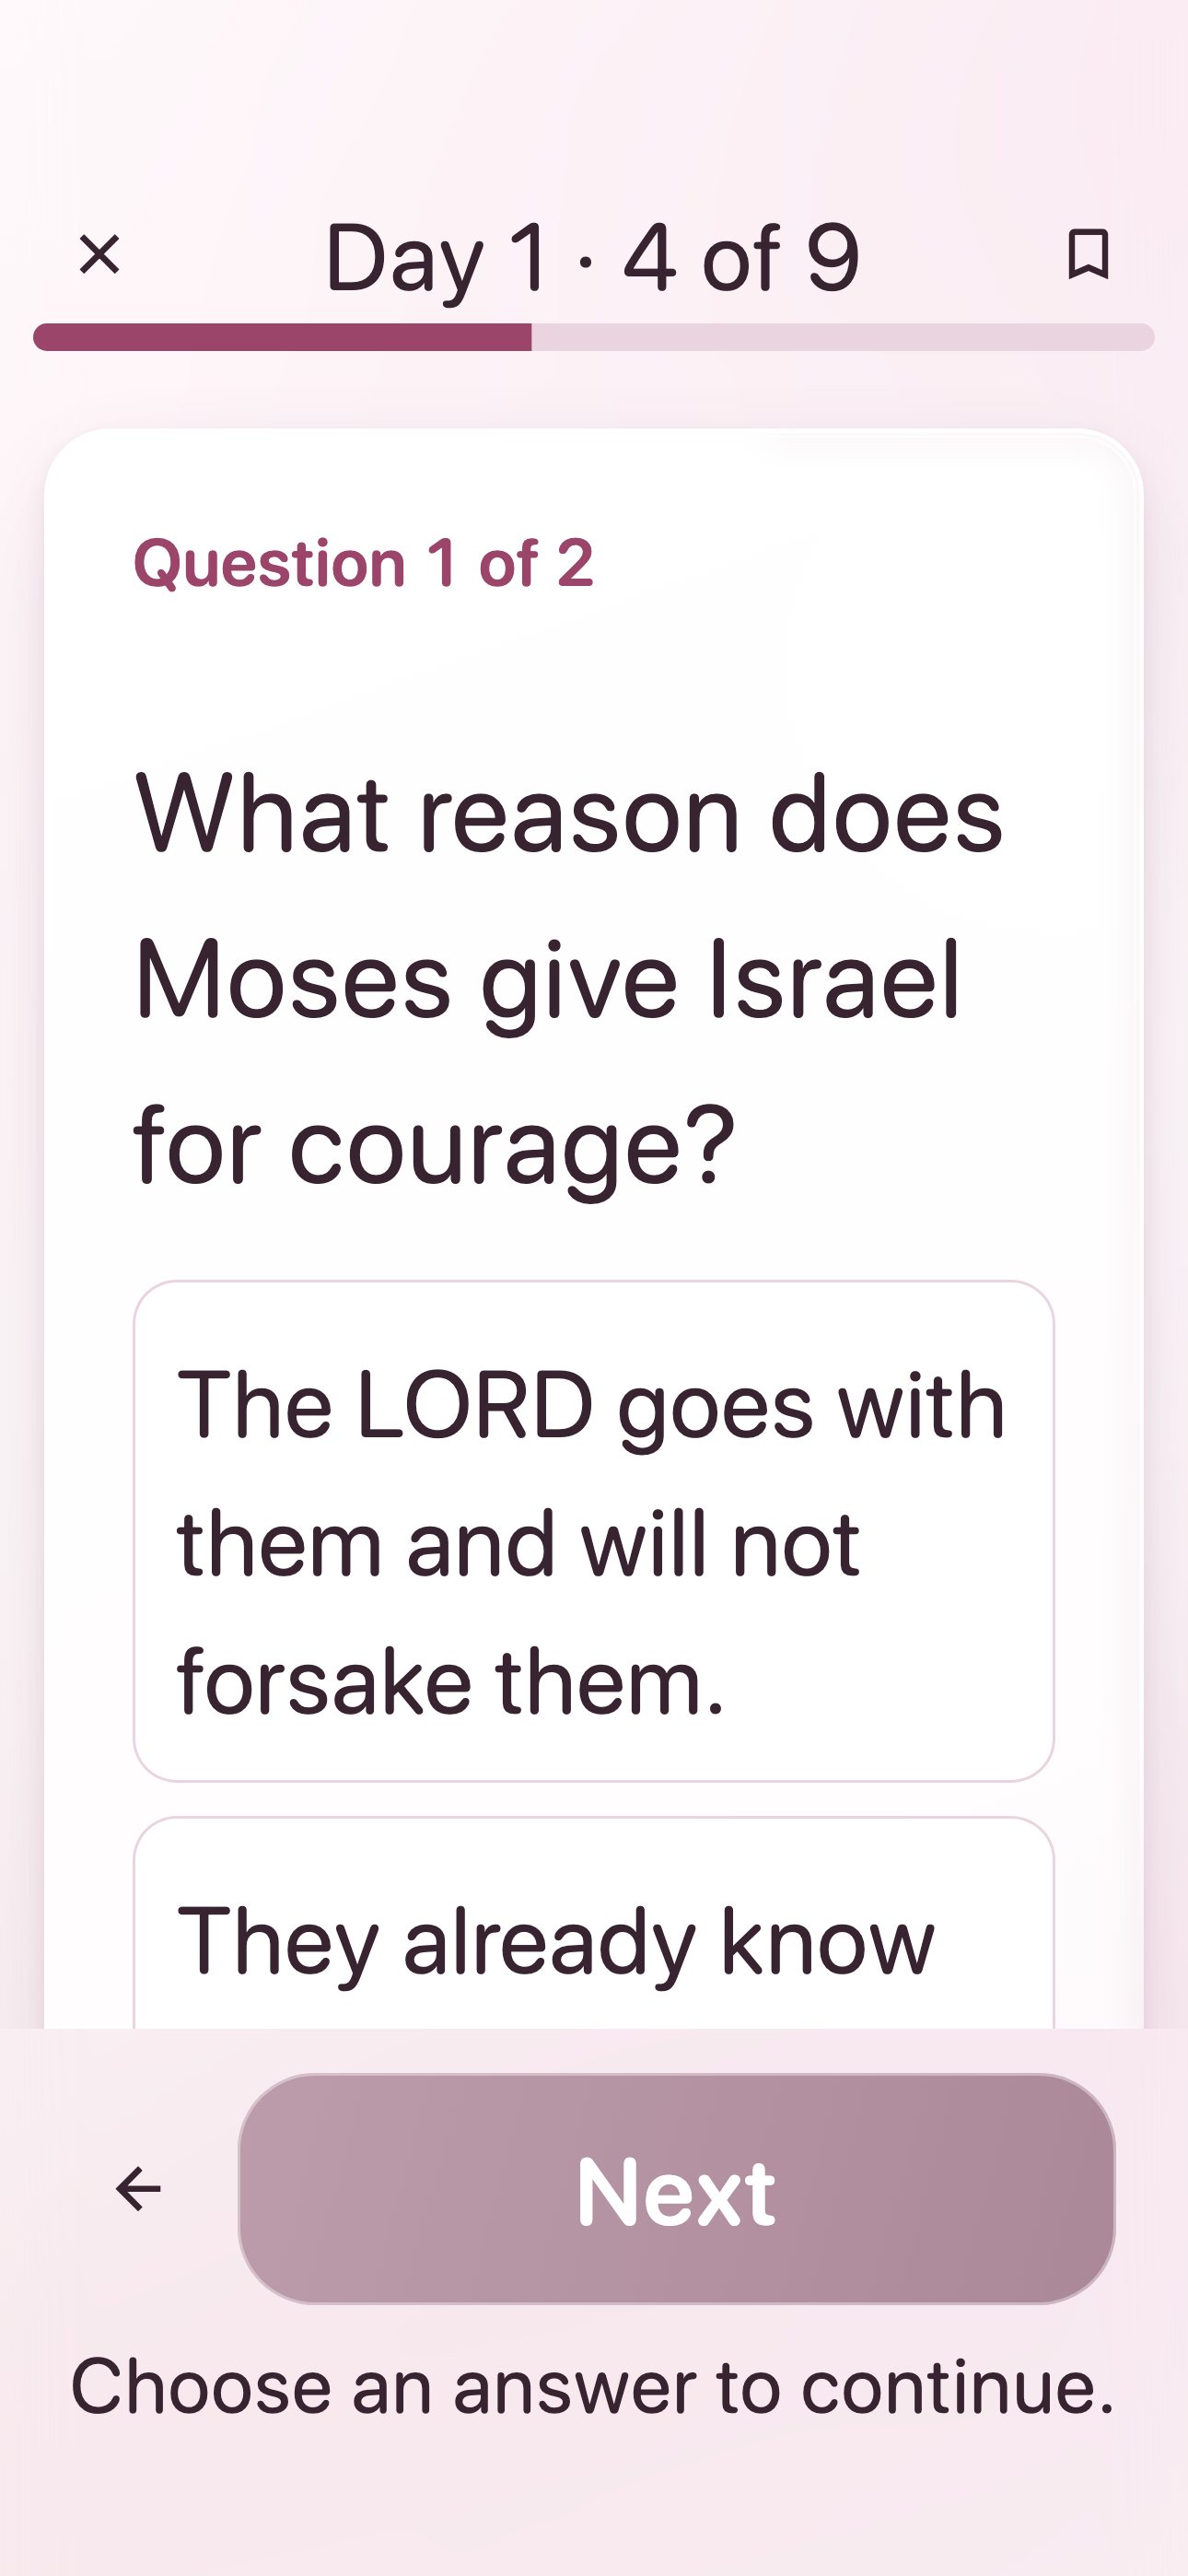 Day 1 · 4 of 9
Question 1 of 2
What reason does
Moses give Israel
for courage?
The LORD goes with
them and will not
forsake them.
They already know
Next
Choose an answer to continue.